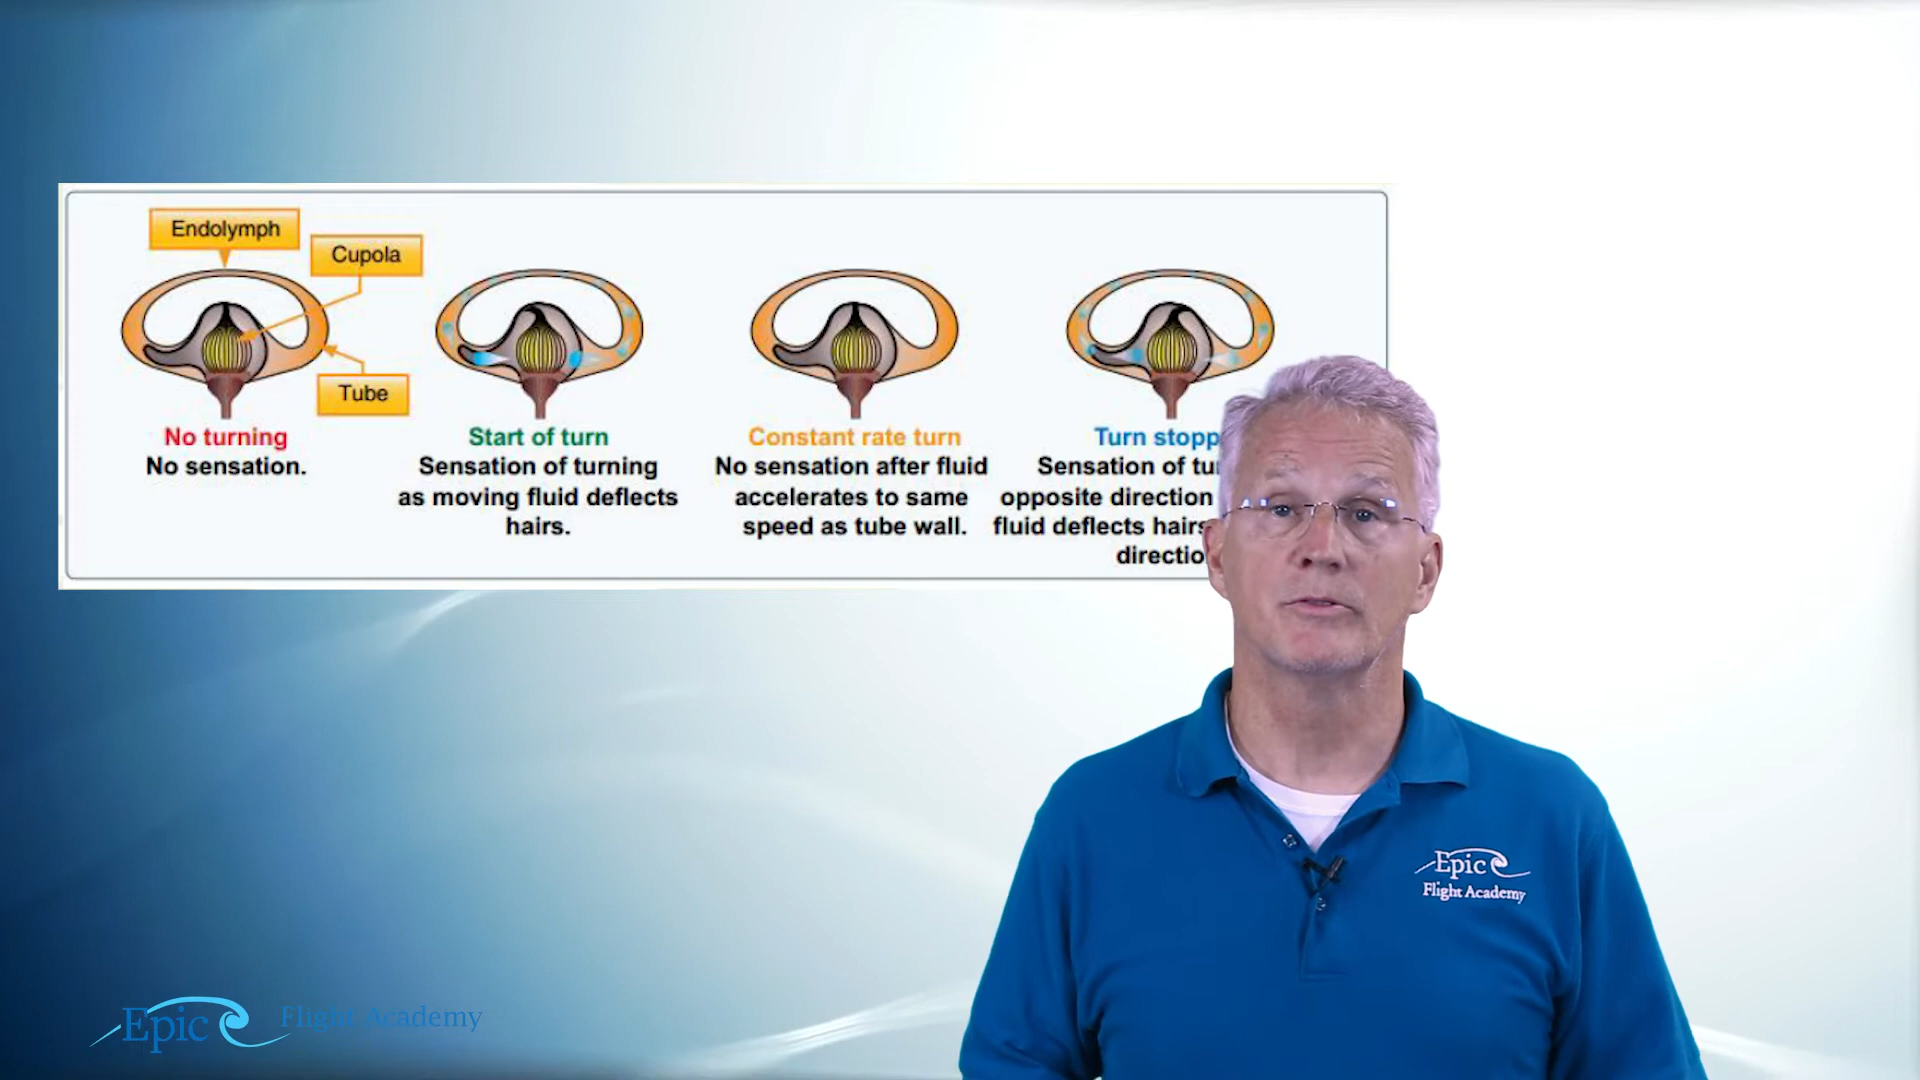 Endolymph
Cupola
Tube
No turning
No sensation.
Start of turn
Sensation of turning
as moving fluid deflects
hairs.
Constant rate turn
No sensation after fluid
accelerates to same
speed as tube wall.
Turn
Sensation of
opposite direction
fluid deflects
Epic
Flight Academy
Epic Flight Academy